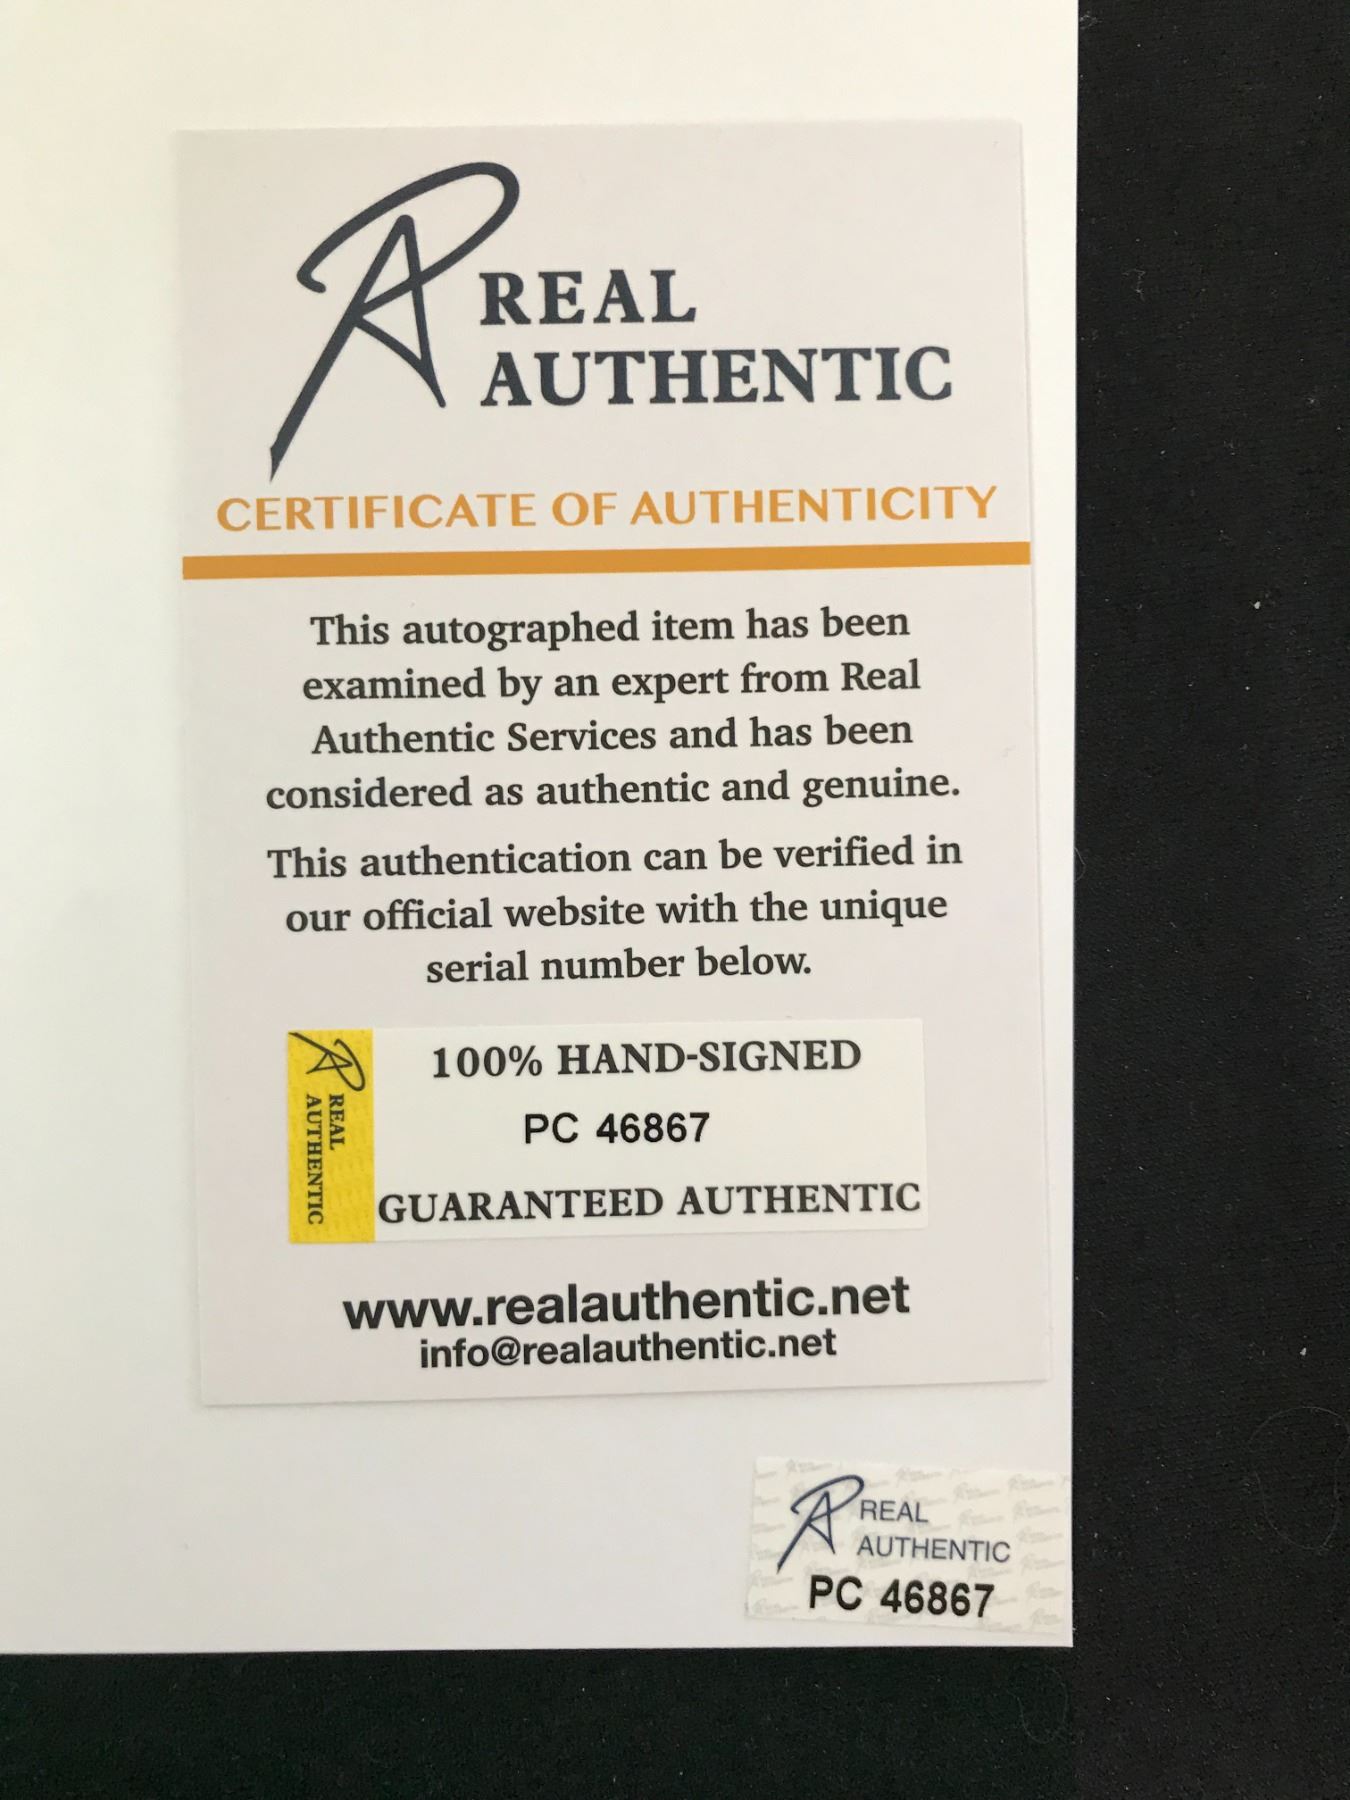 REAL
AUTHENTIC
CERTIFICATE OF AUTHENTICITY
This autographed item has been
examined by an expert from Real
Authentic Services and has been
considered as authentic and genuine.
This authentication can be verified in
our official website with the unique
serial number below.
REAL
AUTHENTIC
100% HAND-SIGNED
PC 46867
GUARANTEED AUTHENTIC
www.realauthentic.net
info@realauthentic.net
REAL
AUTHENTIC
PC 46867